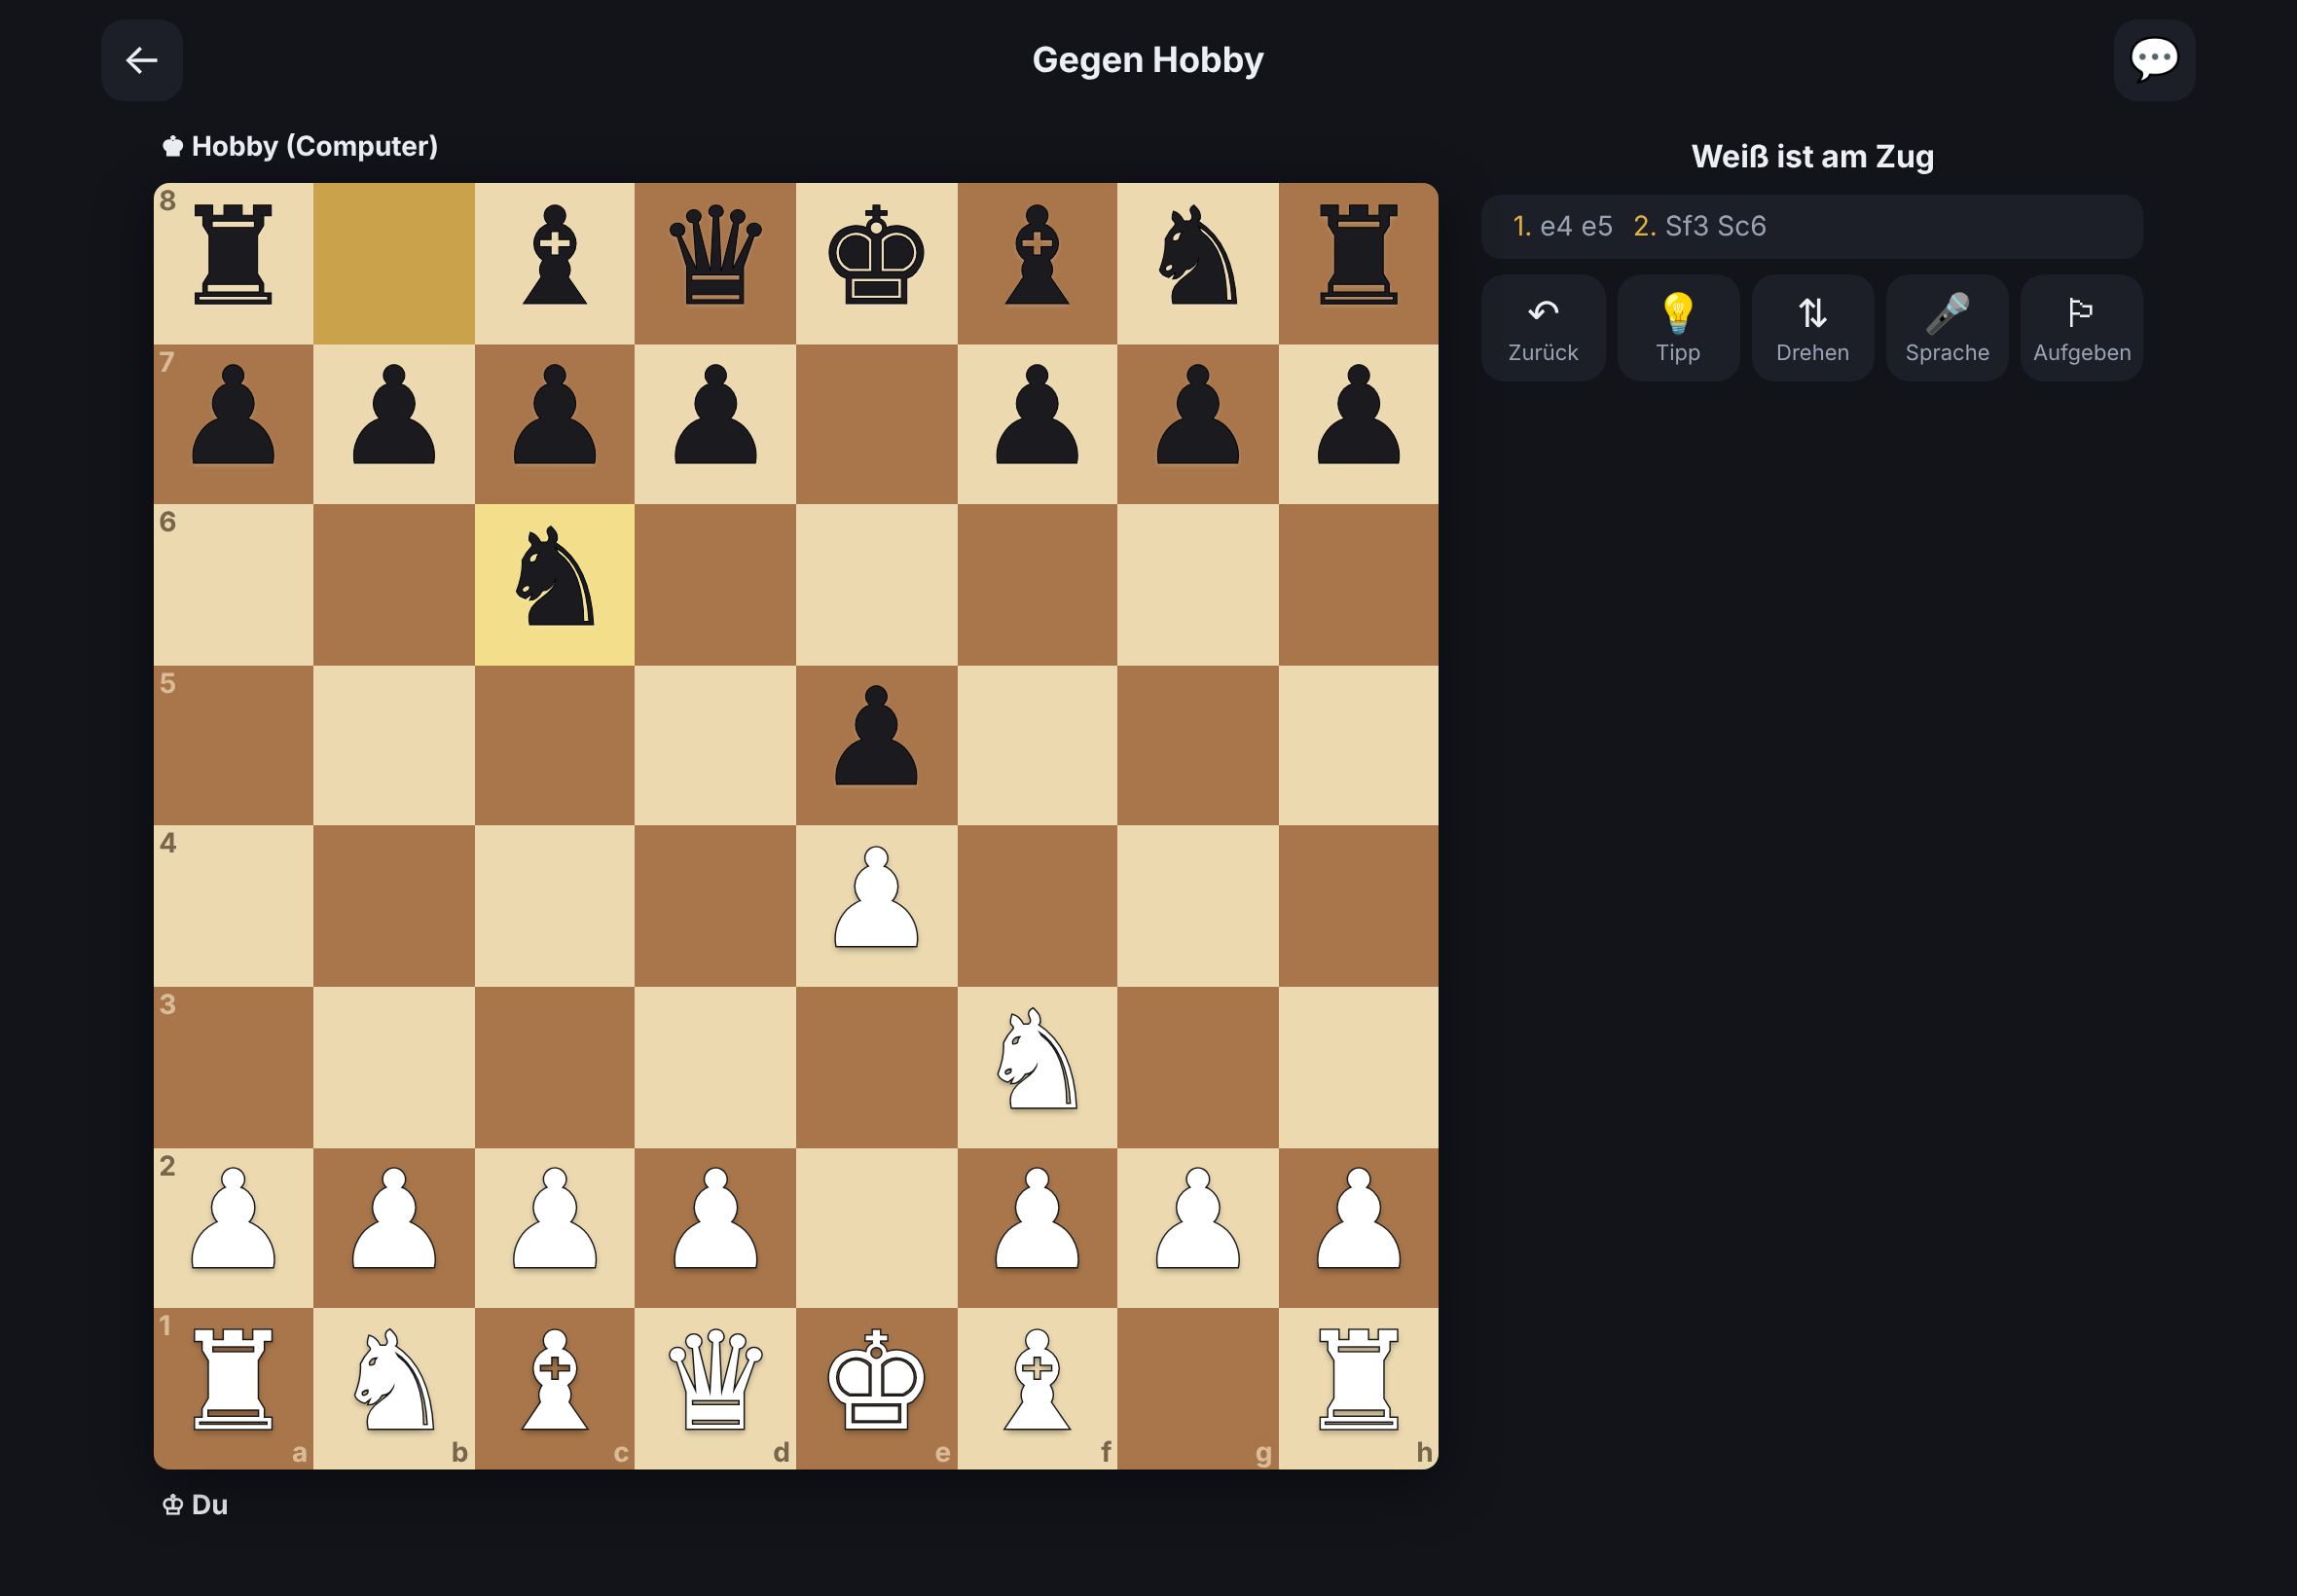 Gegen Hobby
Hobby (Computer)
Weiß ist am Zug
1. e4 e5 2. Sf3 Sc6
Zurück Tipp Drehen Sprache Aufgeben
8
7
6
5
4
3
2
1
a b c d e f g h
Du